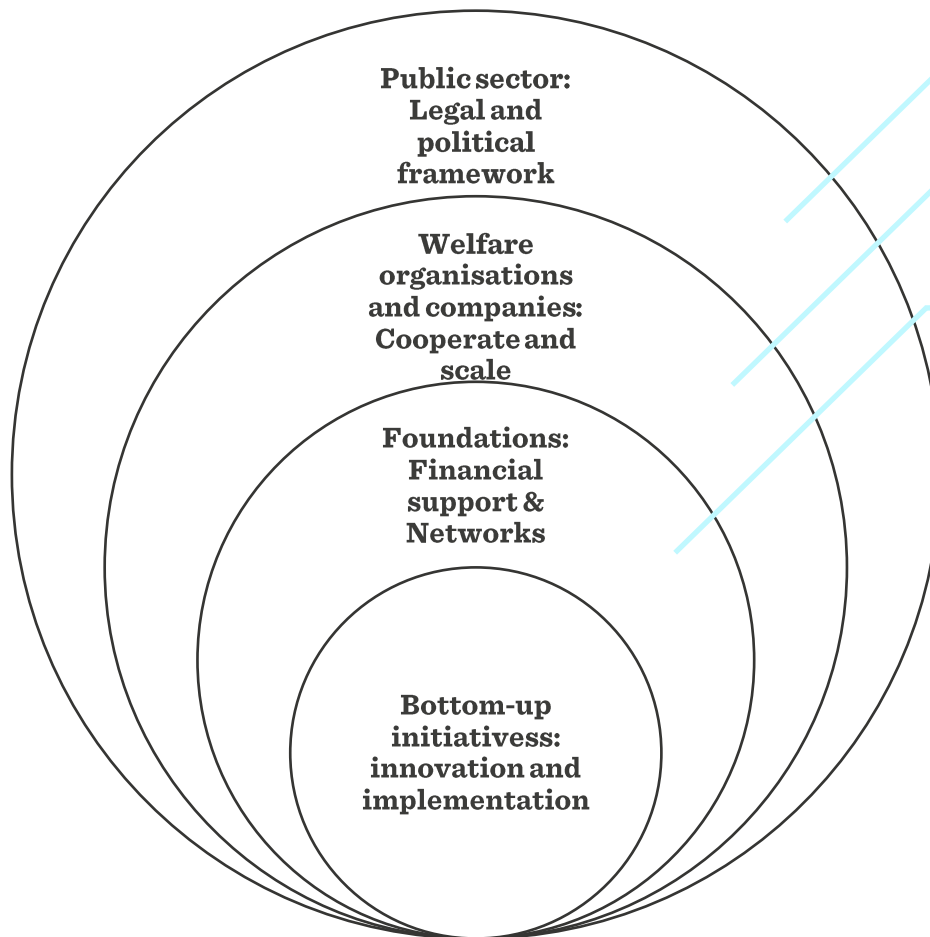 Public sector:
Legal and
political
framework
Welfare
organisations
and companies:
Cooperate and
scale
Foundations:
Financial
support &
Networks
Bottom-up
initiativess:
innovation and
implementation